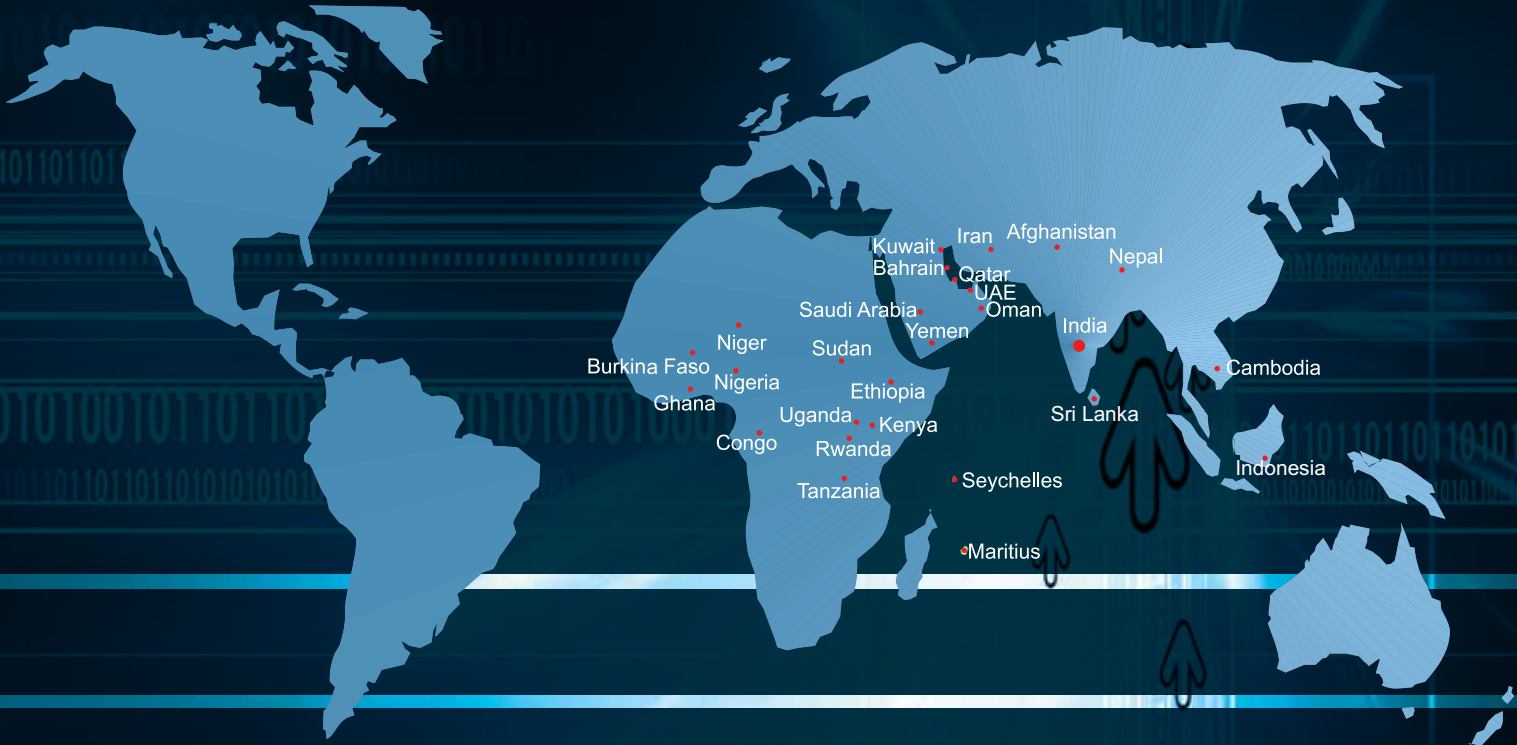 Kuwait
Iran
Afghanistan
Bahrain
Qatar
Nepal
UAE
Saudi Arabia
Oman
Yemen
India
Niger
Sudan
Burkina Faso
Nigeria
Cambodia
Ethiopia
Ghana
Uganda
Kenya
Sri Lanka
Congo
Rwanda
Indonesia
Tanzania
Seychelles
Maritius